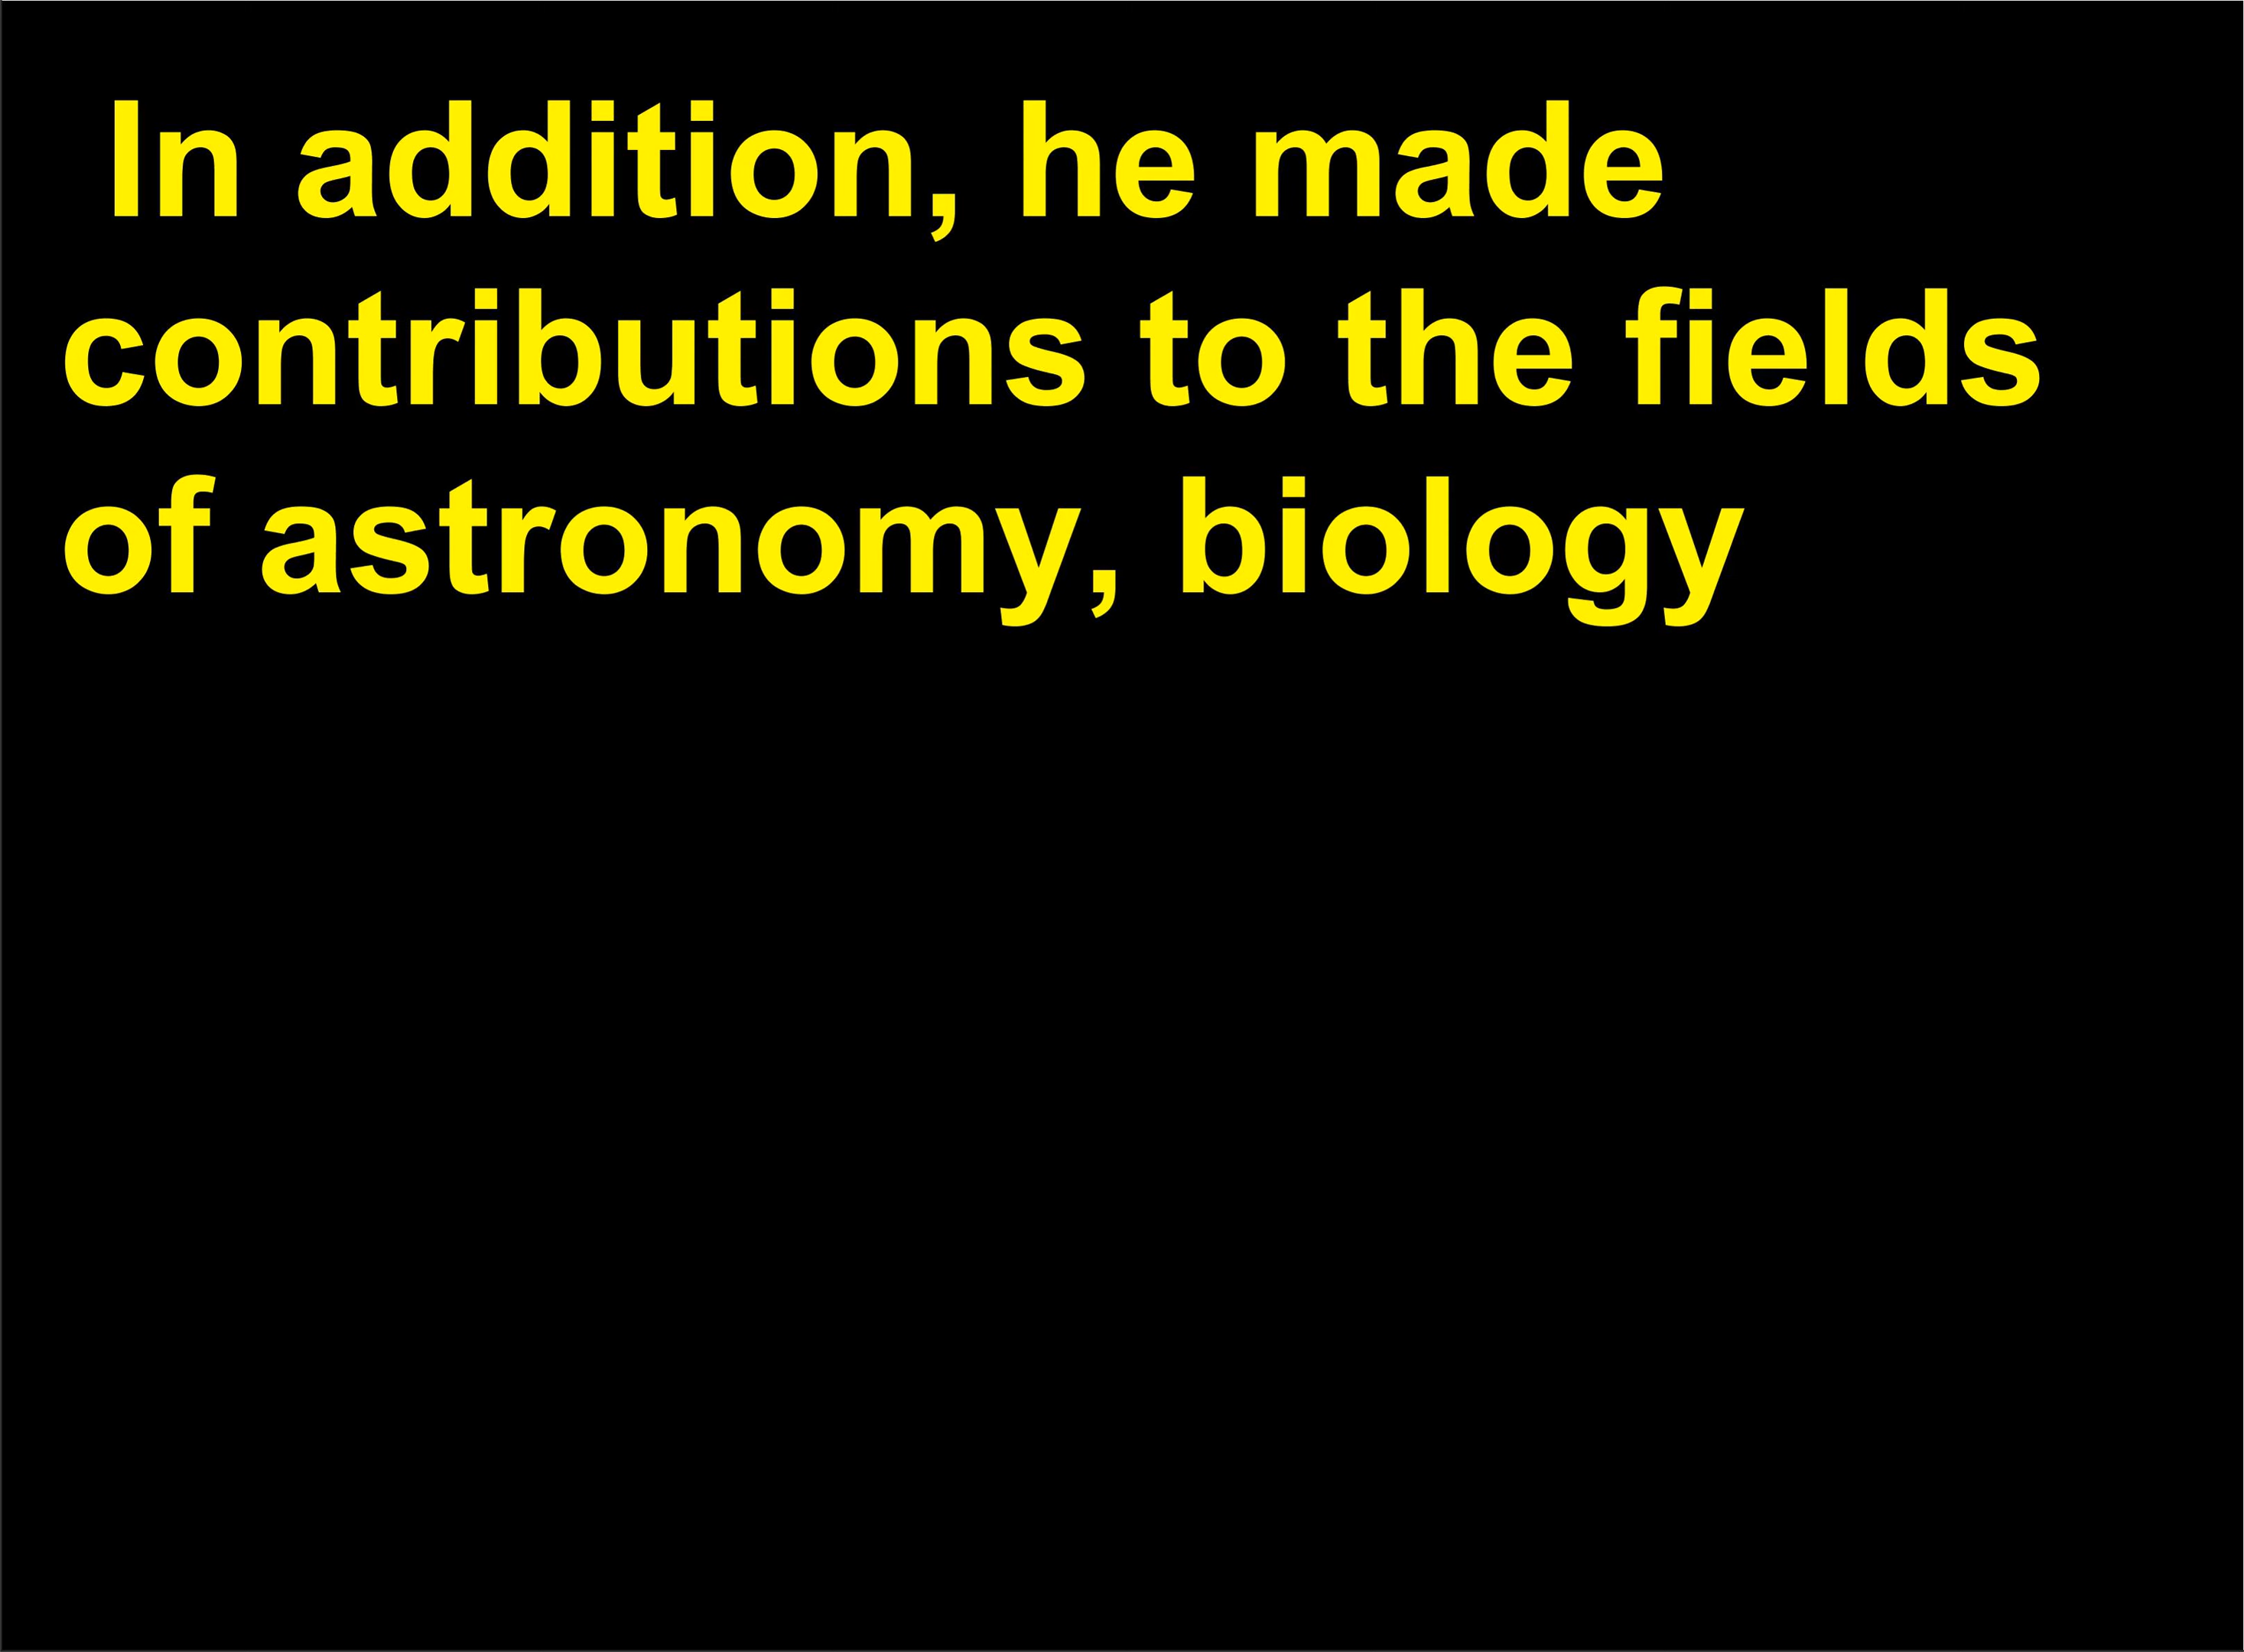 In addition, he made
contributions to the fields
of astronomy, biology